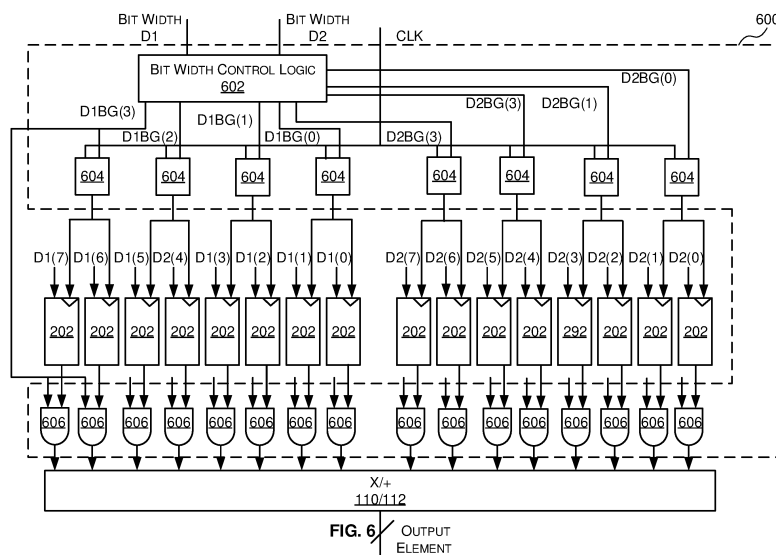 BIT WIDTH D1
BIT WIDTH D2
CLK
600
BIT WIDTH CONTROL LOGIC
602
D2BG(0)
D1BG(3)
D1BG(2)
D1BG(1)
D1BG(0)
D2BG(3)
D2BG(3)
D2BG(1)
604 604 604 604 604 604 604 604
D1(7) D1(6) D1(5) D2(4) D1(3) D1(2) D1(1) D1(0) D2(7) D2(6) D2(5) D2(4) D2(3) D2(2) D2(1) D2(0)
202 202 202 202 202 202 202 202 202 202 202 202 292 202 202 202
606 606 606 606 606 606 606 606 606 606 606 606 606 606 606 606
X/+
110/112
FIG. 6
OUTPUT
ELEMENT